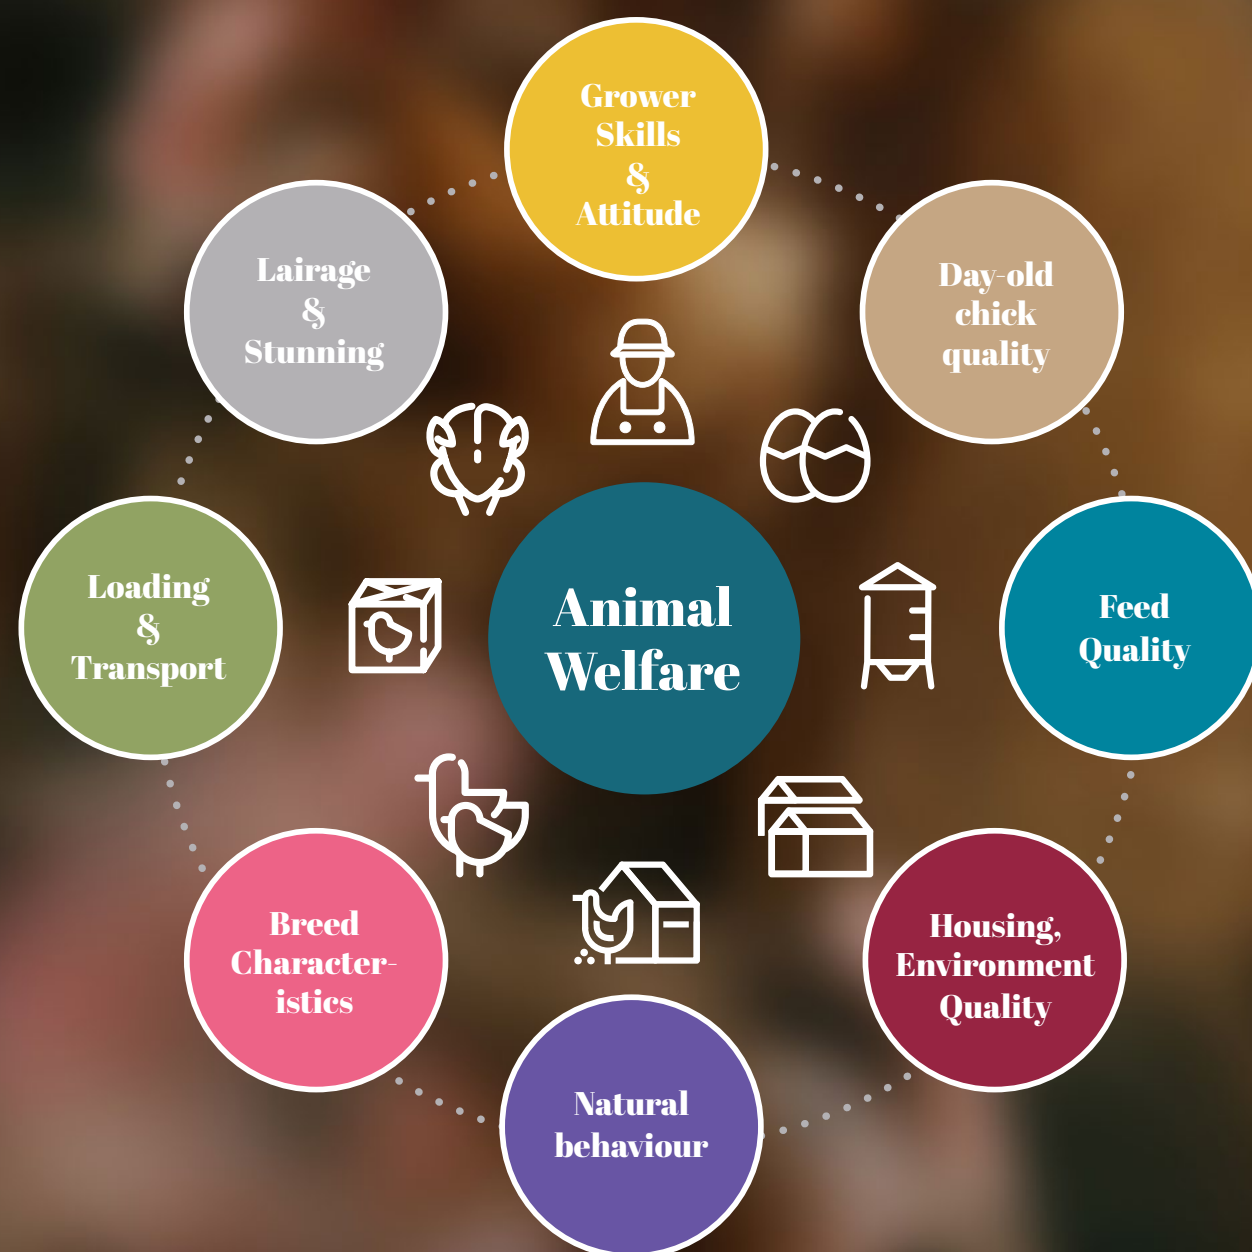 Grower
Skills
&
Attitude
Lairage
&
Stunning
Day-old
chick
quality
Loading
&
Transport
Animal
Welfare
Feed
Quality
Breed
Character-
istics
Housing,
Environment
Quality
Natural
behaviour